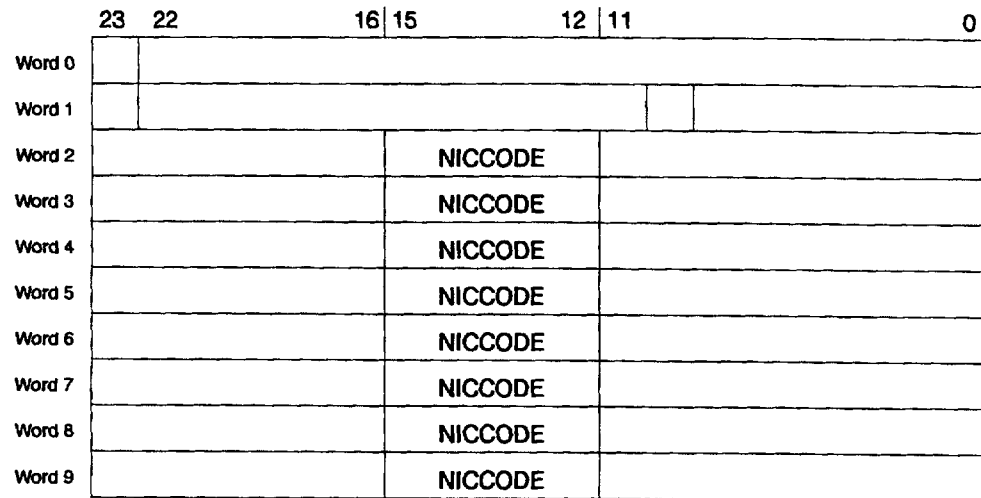 23 22 16 15 12 11 0
Word 0
Word 1
Word 2 NICCODE
Word 3 NICCODE
Word 4 NICCODE
Word 5 NICCODE
Word 6 NICCODE
Word 7 NICCODE
Word 8 NICCODE
Word 9 NICCODE